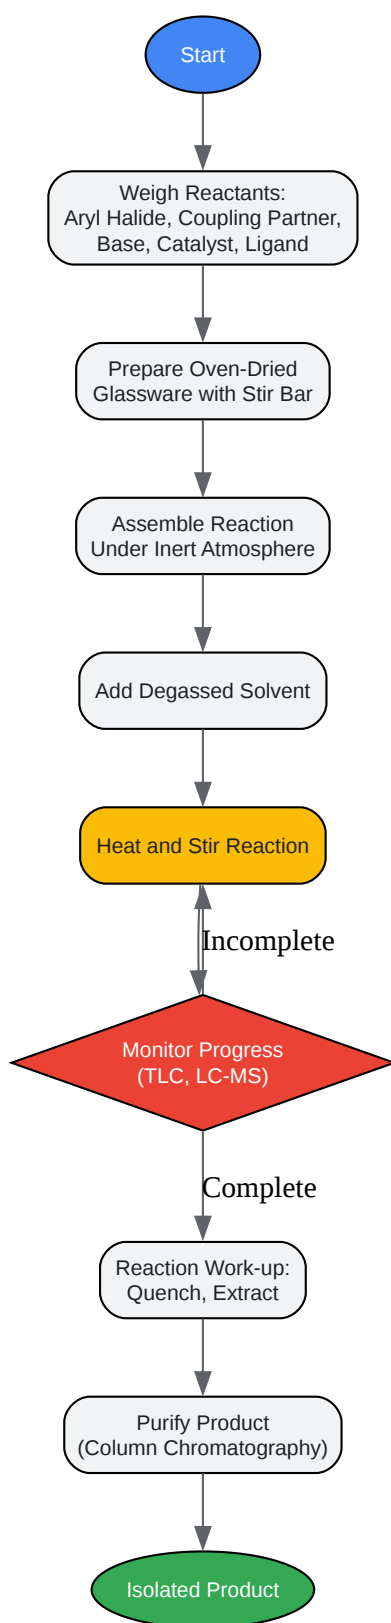 Start
Weigh Reactants:
Aryl Halide, Coupling Partner,
Base, Catalyst, Ligand
Prepare Oven-Dried
Glassware with Stir Bar
Assemble Reaction
Under Inert Atmosphere
Add Degassed Solvent
Heat and Stir Reaction
Incomplete
Monitor Progress
(TLC, LC-MS)
Complete
Reaction Work-up:
Quench, Extract
Purify Product
(Column Chromatography)
Isolated Product